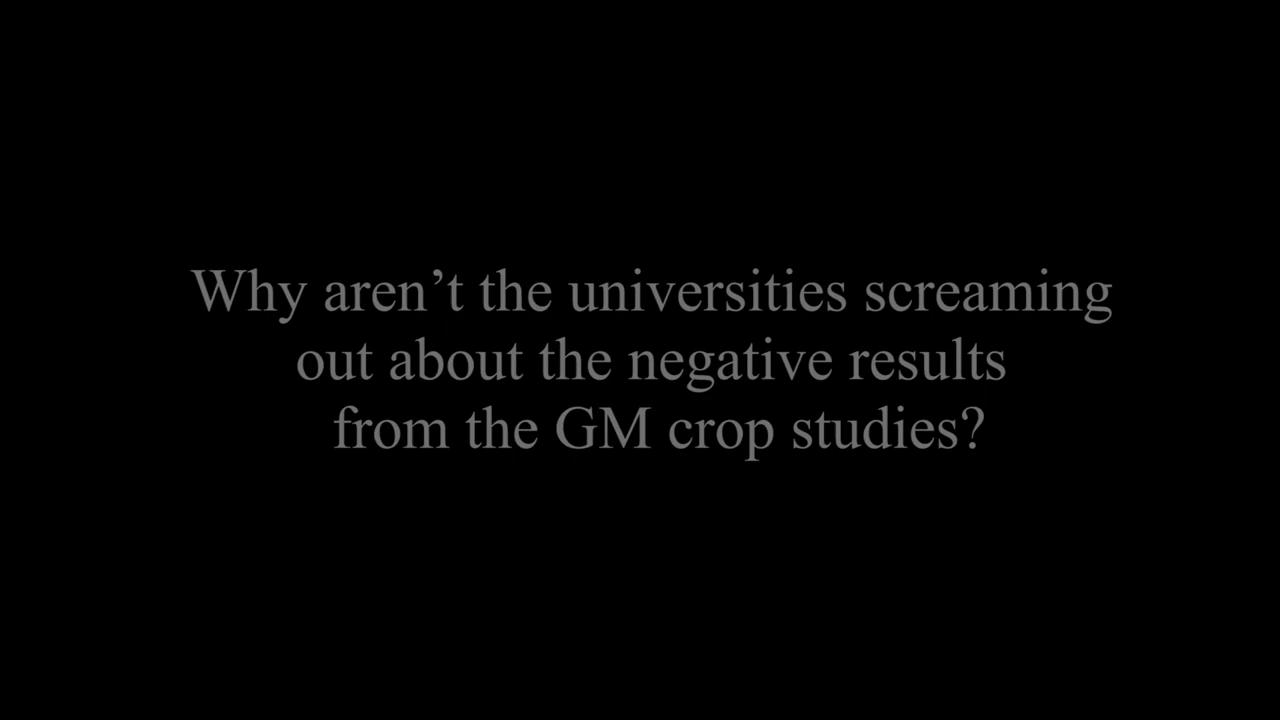 Why aren’t the universities screaming
out about the negative results
from the GM crop studies?